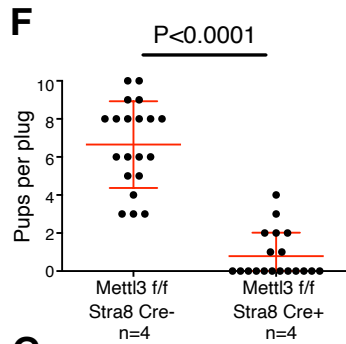 F
P<0.0001
Pups per plug
10
8
6
4
2
0
Mettl3 f/f
Stra8 Cre-
n=4
Mettl3 f/f
Stra8 Cre+
n=4